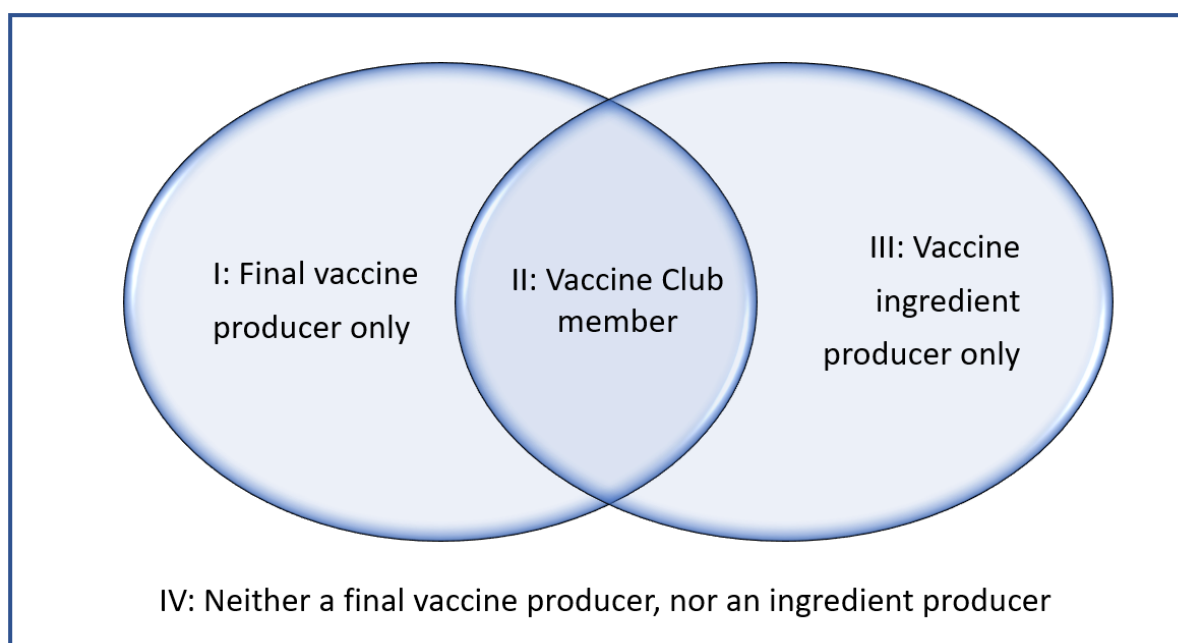 I: Final vaccine
producer only
II: Vaccine Club
member
III: Vaccine
ingredient
producer only
IV: Neither a final vaccine producer, nor an ingredient producer